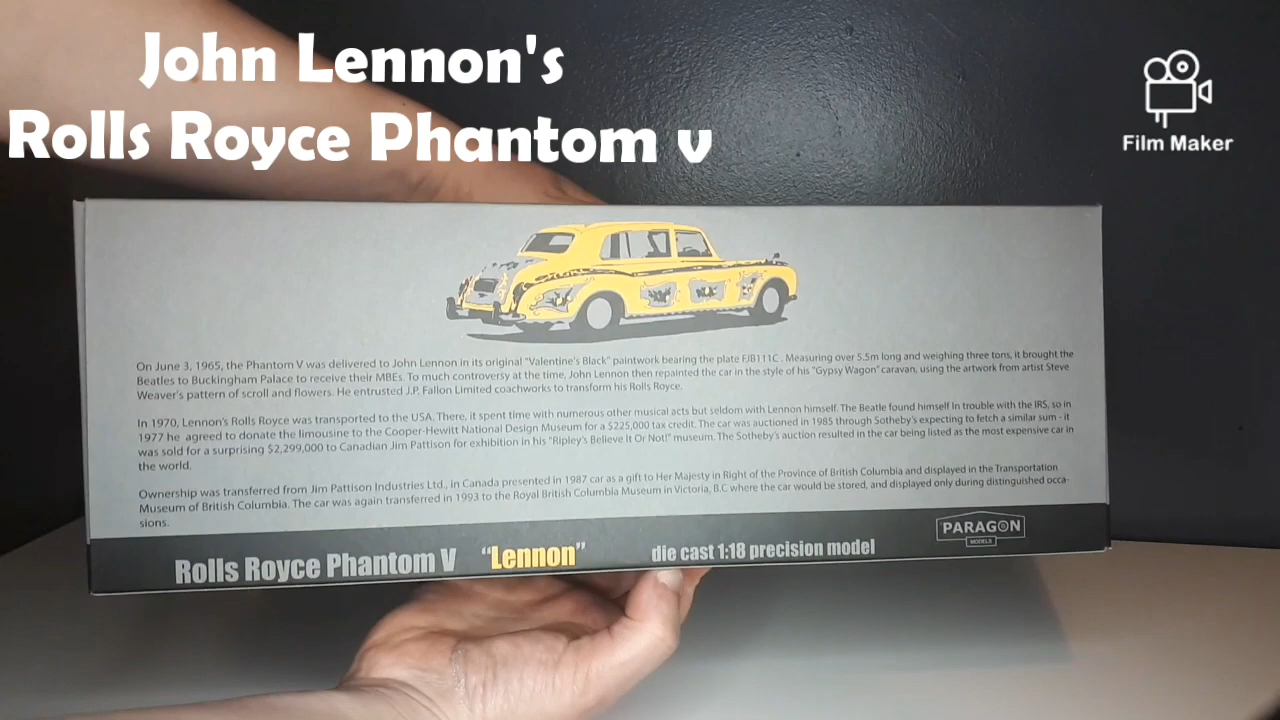 John Lennon's
Rolls Royce Phantom v
Film Maker
On June 3, 1965, the Phantom V was delivered to John Lennon in its original "Valentine's Black" paintwork bearing the plate FJB111C . Measuring over 5.5m long and weighing three tons, it brought the
Beatles to Buckingham Palace to receive their MBEs. To much controversy at the time, John Lennon then repainted the car in the style of his "Gypsy Wagon" caravan, using the artwork from artist Steve
Weaver's pattern of scroll and flowers. He entrusted J.P. Fallon Limited coachworks to transform his Rolls Royce.
In 1970, Lennon's Rolls Royce was transported to the USA. There, it spent time with numerous other musical acts but seldom with Lennon himself. The Beatle found himself In trouble with the IRS, so in
1977 he agreed to donate the limousine to the Cooper-Hewitt National Design Museum for a $225,000 tax credit. The car was auctioned in 1985 through Sotheby's expecting to fetch a similar sum - it
was sold for a surprising $2,299,000 to Canadian Jim Pattison for exhibition in his "Ripley's Believe It Or Not!" museum. The Sotheby's auction resulted in the car being listed as the most expensive car in
the world.
Ownership was transferred from Jim Pattison Industries Ltd., in Canada presented in 1987 car as a gift to Her Majesty in Right of the Province of British Columbia and displayed in the Transportation
Museum of British Columbia. The car was again transferred in 1993 to the Royal British Columbia Museum in Victoria, B.C where the car would be stored, and displayed only during distinguished occa-
sions.
Rolls Royce Phantom V "Lennon" die cast 1:18 precision model
PARAGON
MODELS